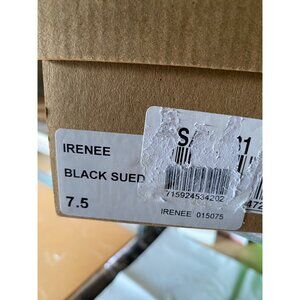 IRENEE
BLACK SUED
7.5
715924534202
IRENEE 015075